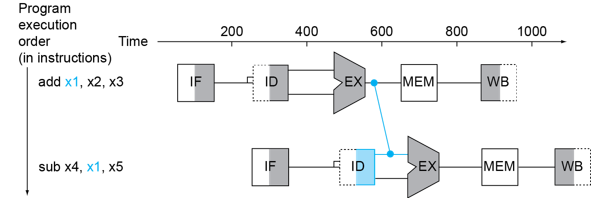 Program
execution
order
(in instructions)
Time
200 400 600 800 1000
add x1, x2, x3
IF ID EX MEM WB
sub x4, x1, x5
IF ID EX MEM WB